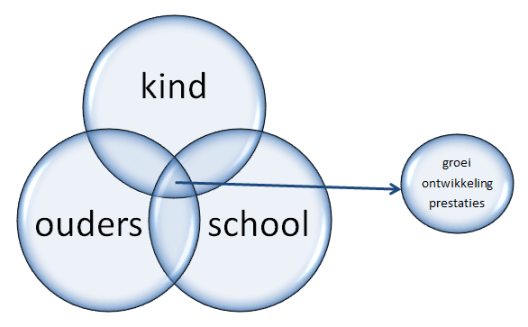 kind
ouders
school
groei
ontwikkeling
prestaties